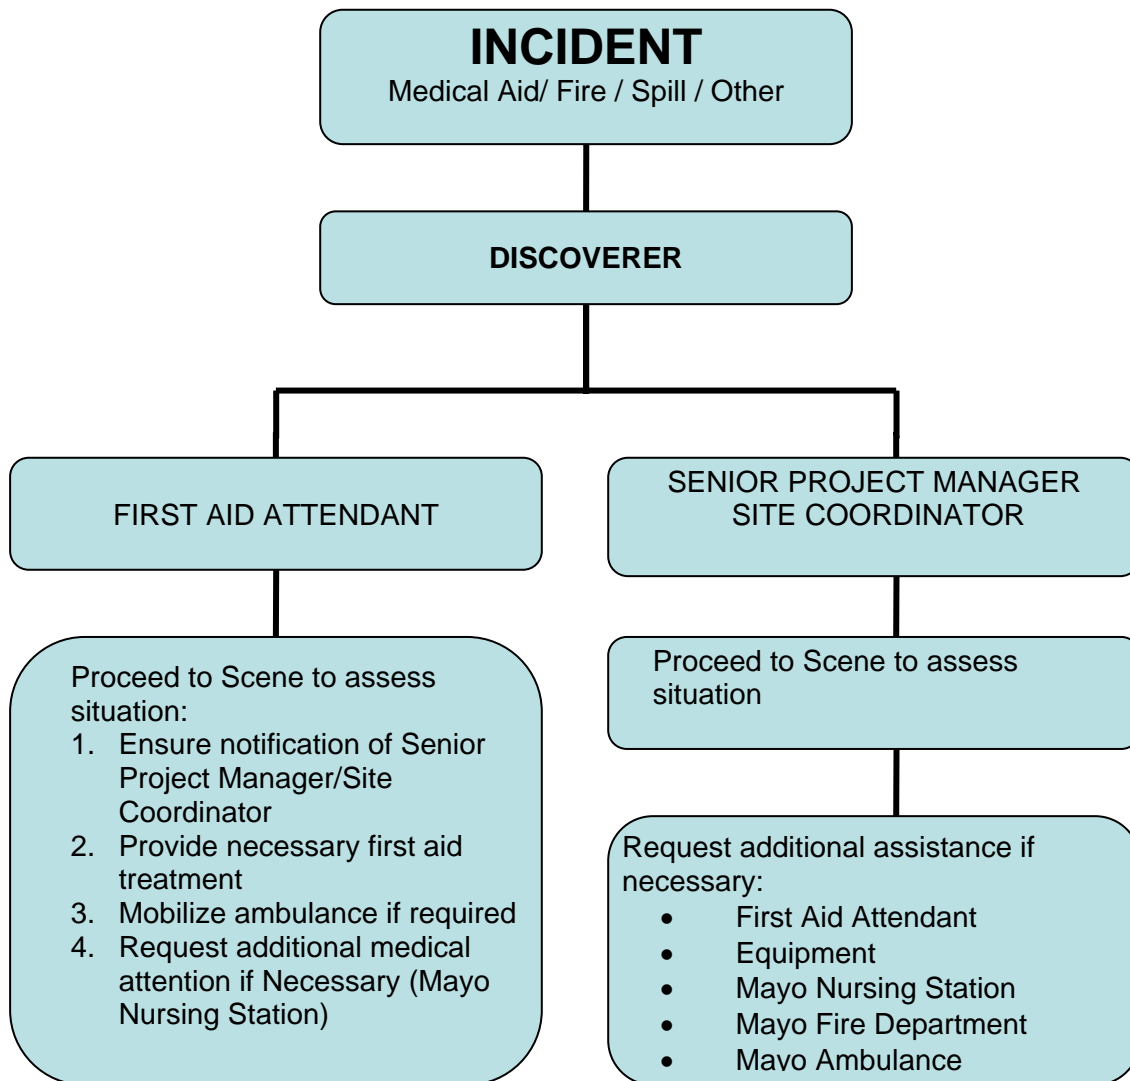 INCIDENT
Medical Aid/ Fire / Spill / Other
DISCOVERER
FIRST AID ATTENDANT
SENIOR PROJECT MANAGER
SITE COORDINATOR
Proceed to Scene to assess
situation:
1. Ensure notification of Senior
Project Manager/Site
Coordinator
2. Provide necessary first aid
treatment
3. Mobilize ambulance if required
4. Request additional medical
attention if Necessary (Mayo
Nursing Station)
Proceed to Scene to assess
situation
Request additional assistance if
necessary:
• First Aid Attendant
• Equipment
• Mayo Nursing Station
• Mayo Fire Department
• Mayo Ambulance